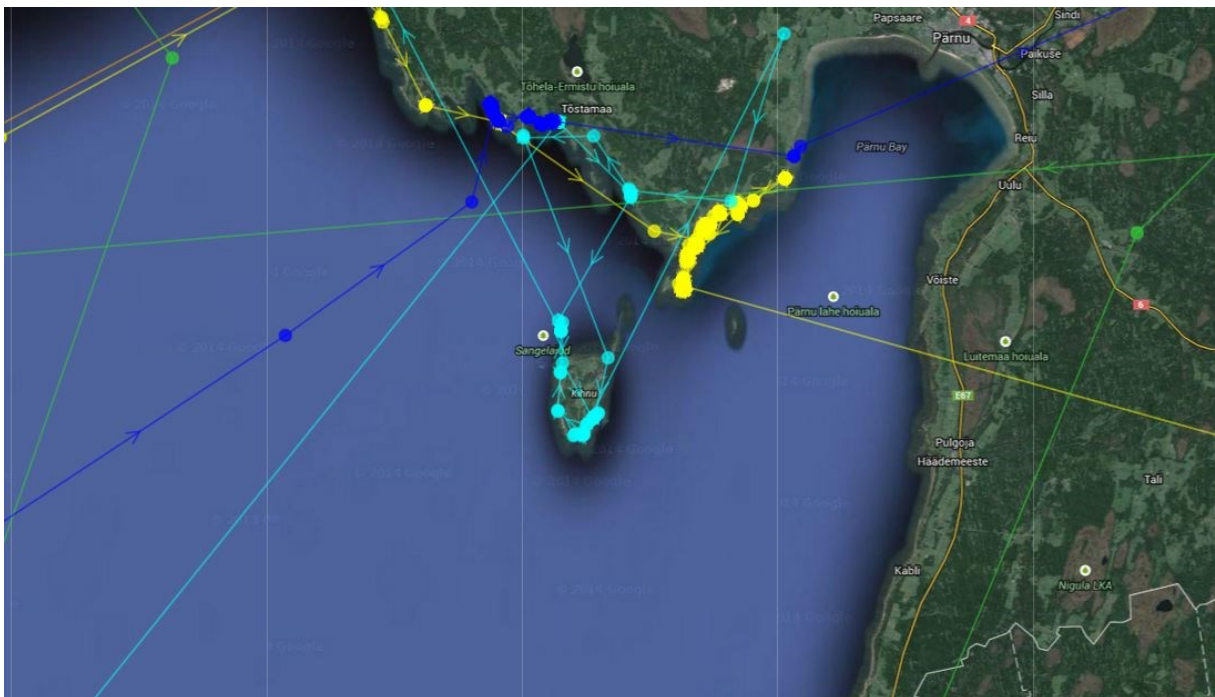 Papsaare
4
Sindi
Pärnu
Paikuse
Tõhela-Ermistu hoiuala
Silla
Tõstamaa
Reiu
Pärnu Bay
Uulu
Võiste
Pärnu lahe hoiuala
6
Sangelaiud
Luitemaa hoiuala
Kihnu
E67
Pulgoja
Häädemeeste
Tali
Kabli
Nigula LKA
© 2014 Google